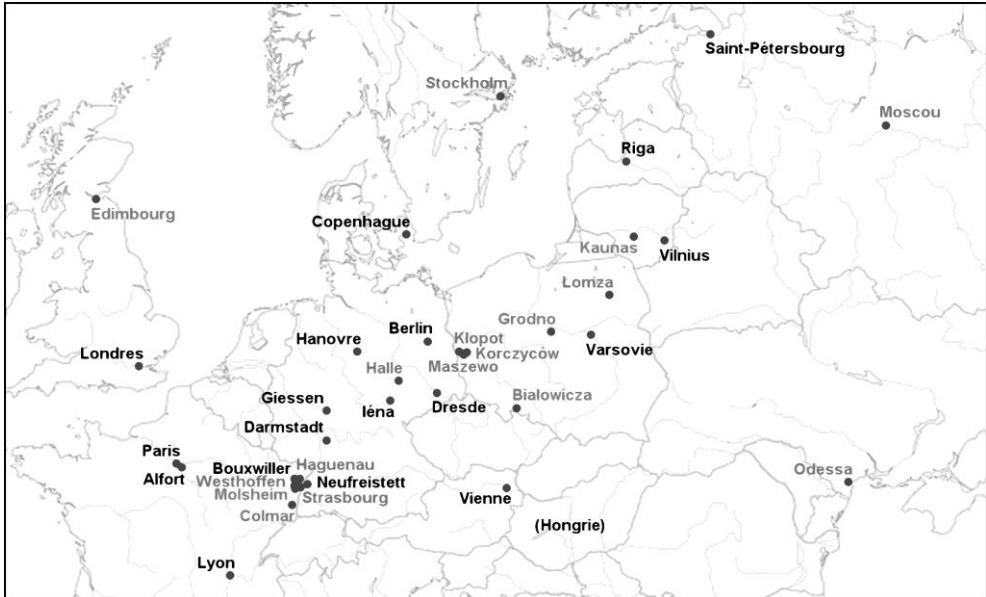 Saint-Pétersbourg
Stockholm
Moscou
Riga
Edimbourg
Copenhague
Kaunas
Vilnius
Lomza
Grodno
Berlin
Hanovre
Klopot
Varsovie
Londres
Korczyców
Maszewo
Halle
Bialowicza
Giessen
Iéna
Dresde
Darmstadt
Paris
Bouxwiller
Haguenau
Odessa
Alfort
Westhoffen
Neufreistett
Molsheim
Strasbourg
Vienne
Colmar
(Hongrie)
Lyon